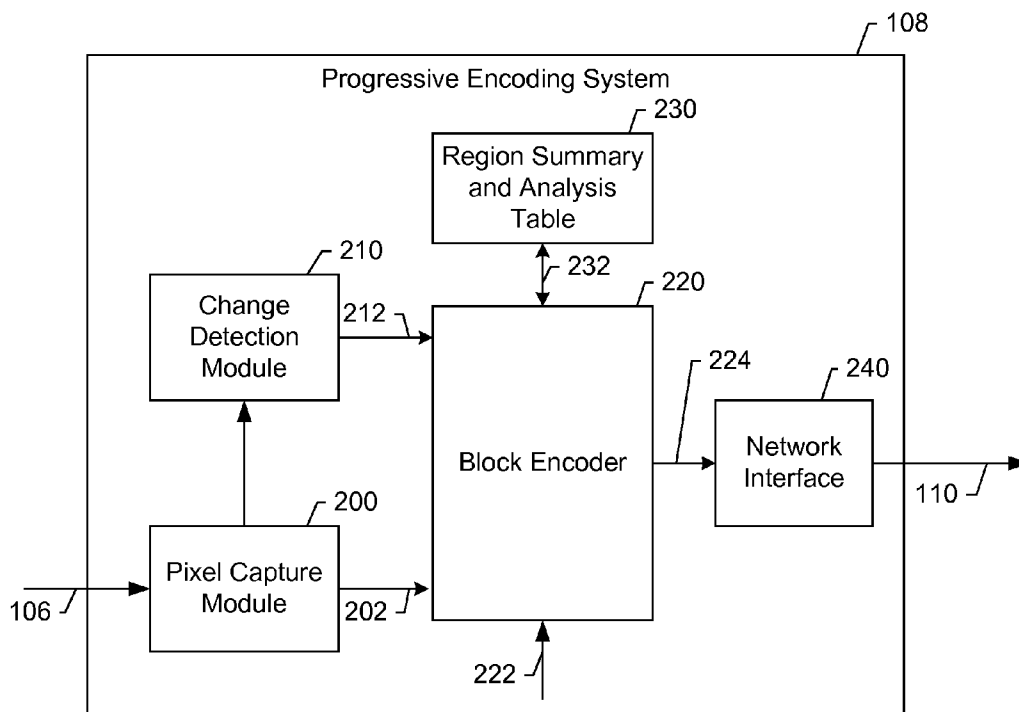 108
Progressive Encoding System
230
Region Summary
and Analysis
Table
210
232
220
Change
Detection
Module
212
224
240
Block Encoder
Network
Interface
110
200
Pixel Capture
Module
106
202
222